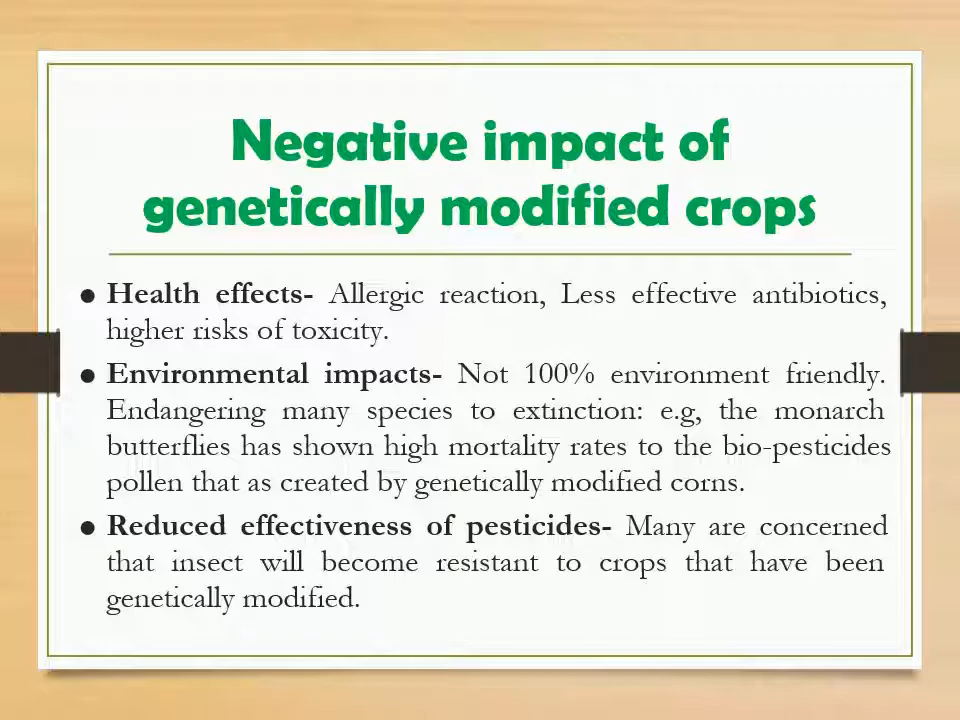 Negative impact of
genetically modified crops
● Health effects- Allergic reaction, Less effective antibiotics,
higher risks of toxicity.
● Environmental impacts- Not 100% environment friendly.
Endangering many species to extinction: e.g, the monarch
butterflies has shown high mortality rates to the bio-pesticides
pollen that as created by genetically modified corns.
● Reduced effectiveness of pesticides- Many are concerned
that insect will become resistant to crops that have been
genetically modified.